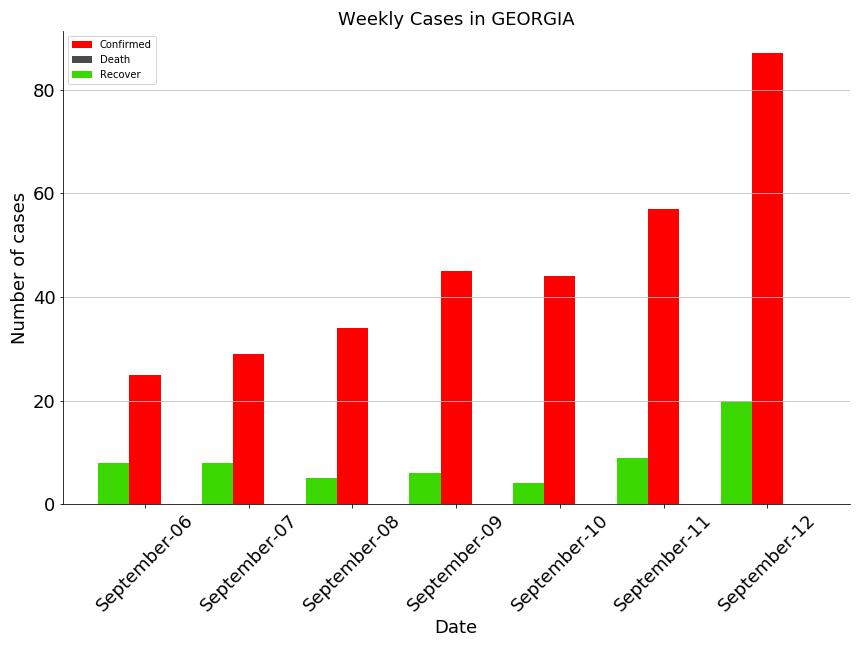 Weekly Cases in GEORGIA
Confirmed
Death
Recover
Number of cases
80
60
40
20
0
September-06
September-07
September-08
September-09
September-10
September-11
September-12
Date